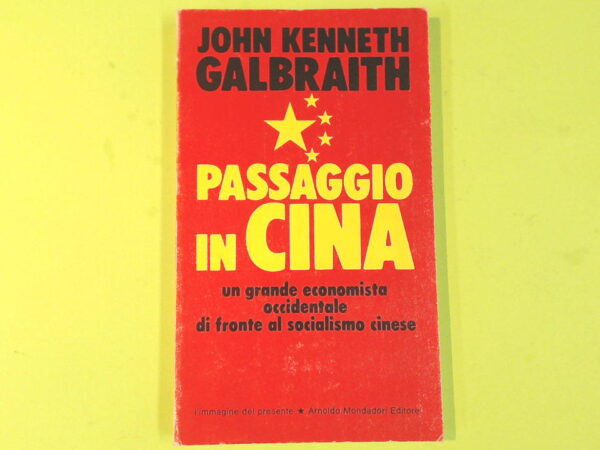 JOHN KENNETH
GALBRAITH
PASSAGGIO
IN CINA
un grande economista
occidentale
di fronte al socialismo cinese
l'immagine del presente ★ Arnoldo Mondadori Editore